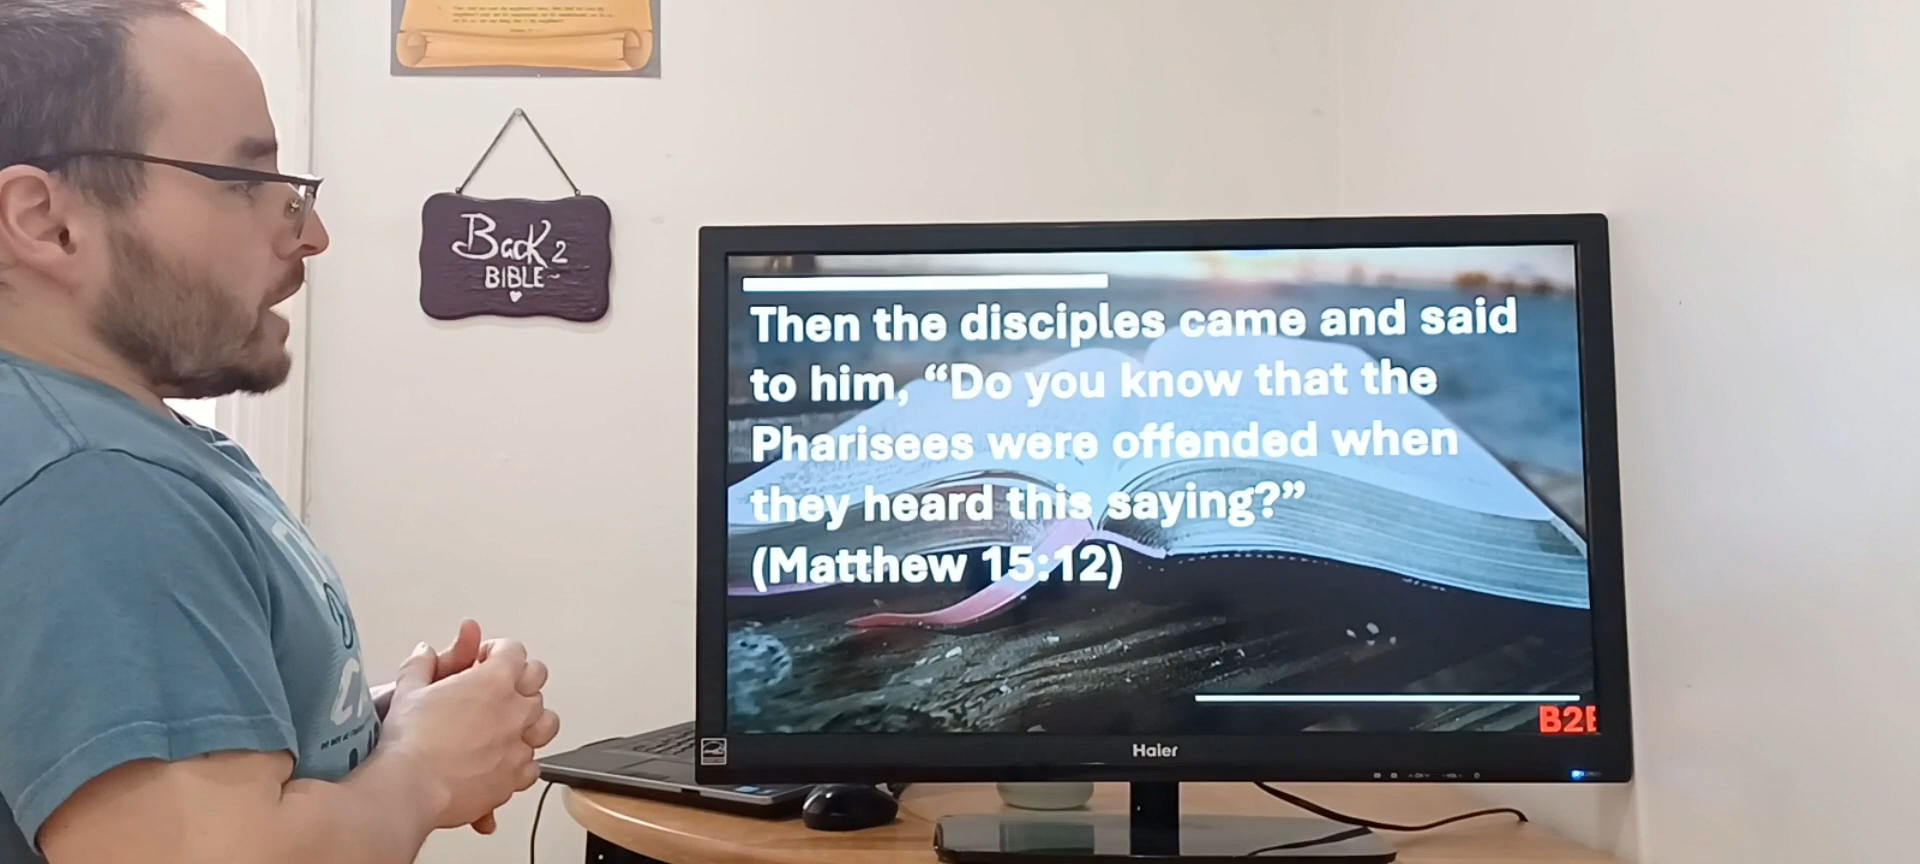 Back 2
BIBLE~
Then the disciples came and said
to him, “Do you know that the
Pharisees were offended when
they heard this saying?”
(Matthew 15:12)
B2B
Haier